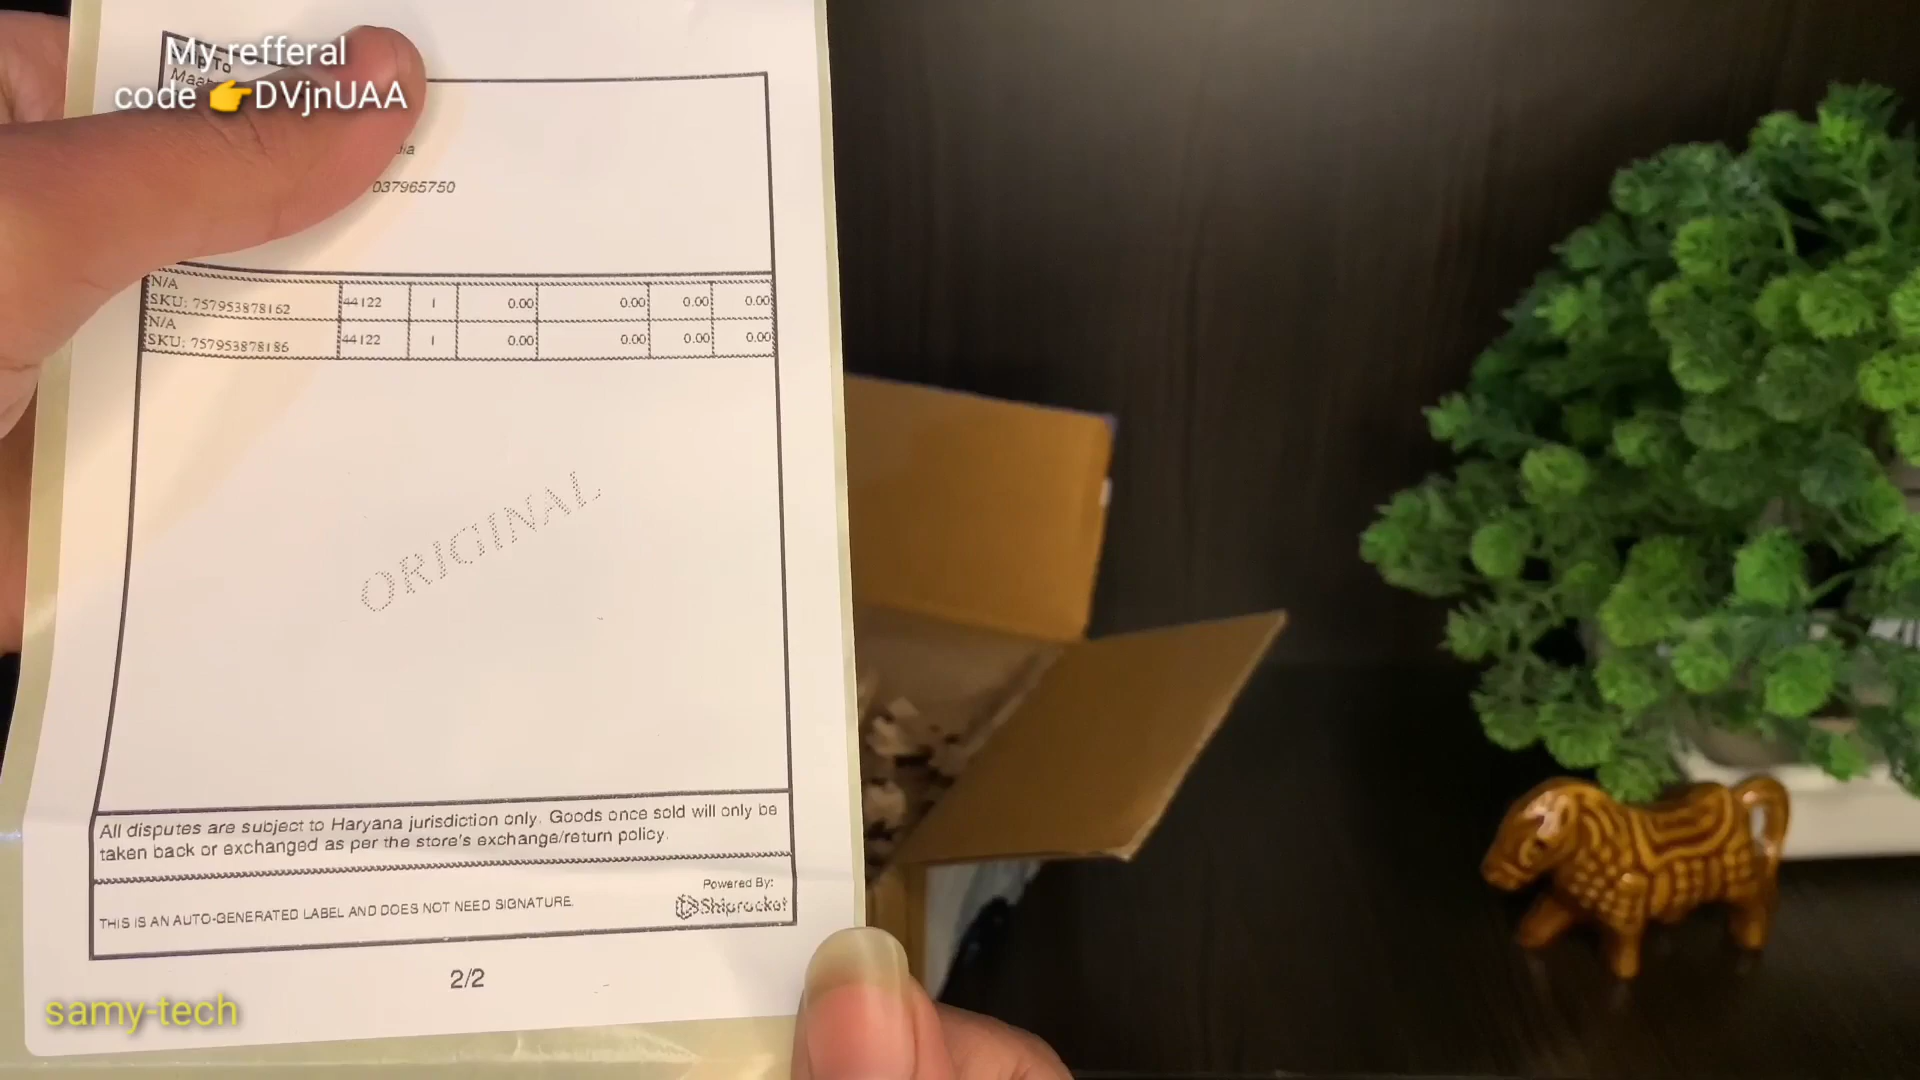 My refferal
code 👉DVjnUAA
To
037965750
N/A
SKU: 757953878162 44122 1 0.00 0.00 0.00 0.00
N/A
SKU: 757953878186 44122 1 0.00 0.00 0.00 0.00
ORIGINAL
All disputes are subject to Haryana jurisdiction only. Goods once sold will only be
taken back or exchanged as per the store's exchange/return policy.
Powered By:
THIS IS AN AUTO-GENERATED LABEL AND DOES NOT NEED SIGNATURE.
Shiprocket
2/2
samy-tech